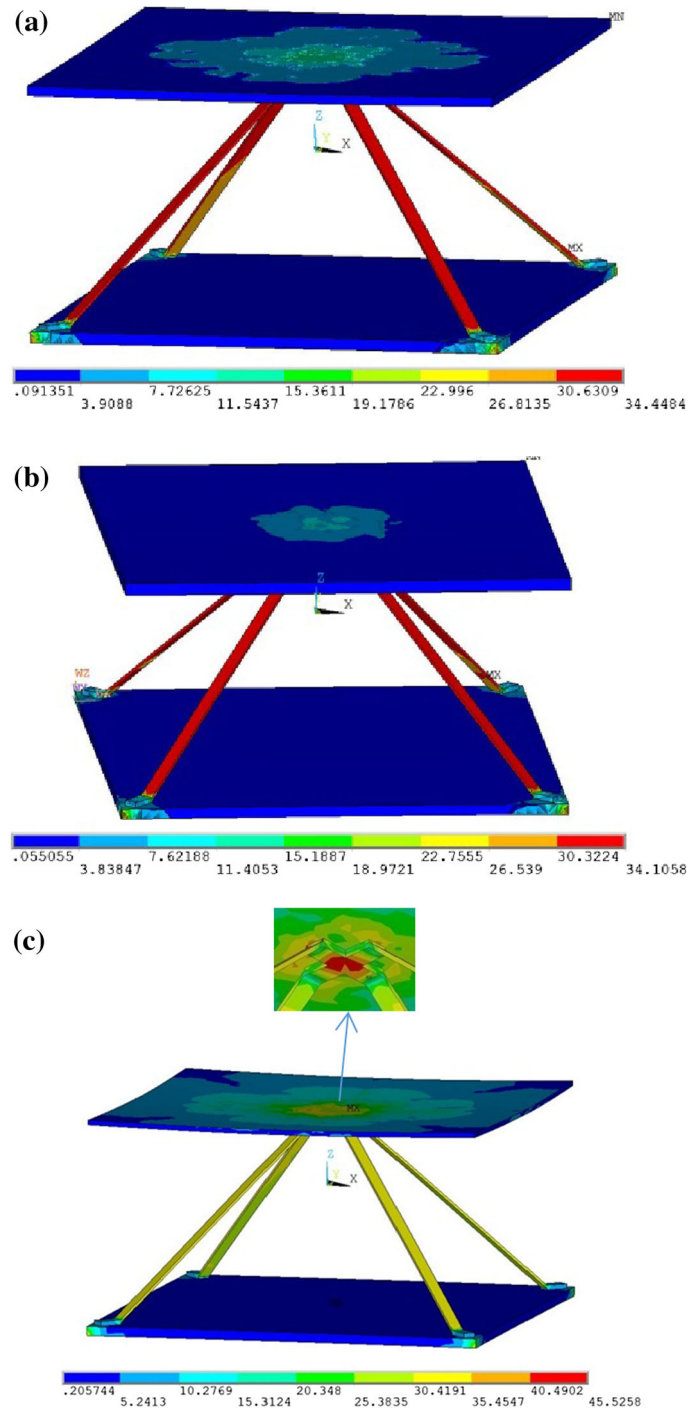 (a)
MN
Z
Y
X
MX
.091351 7.72625 15.3611 22.996 30.6309
3.9088 11.5437 19.1786 26.8135 34.4484
(b)
Z
X
WZ
MX
.055055 7.62188 15.1887 22.7555 30.3224
3.83847 11.4053 18.9721 26.539 34.1058
(c)
MX
Z
Y
X
.205744 10.2769 20.348 30.4191 40.4902
5.2413 15.3124 25.3835 35.4547 45.5258